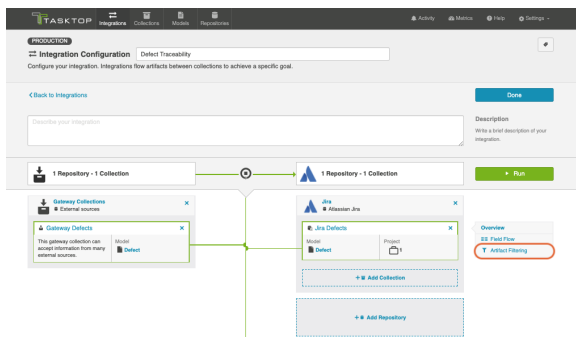 TASKTOP
Integrations
Collections
Models
Repositories
Activity
Metrics
Help
Settings
PRODUCTION
Integration Configuration
Defect Traceability
Configure your integration. Integrations flow artifacts between collections to achieve a specific goal.
Back to Integrations
Done
Describe your integration
Description
Write a brief description of your
integration.
1 Repository - 1 Collection
1 Repository - 1 Collection
Run
Gateway Collections
External sources
Gateway Defects
This gateway collection can
accept information from many
external sources.
Model
Defect
Jira
Atlassian Jira
Jira Defects
Model
Defect
Project
1
+ Add Collection
+ Add Repository
Overview
Field Flow
Artifact Filtering